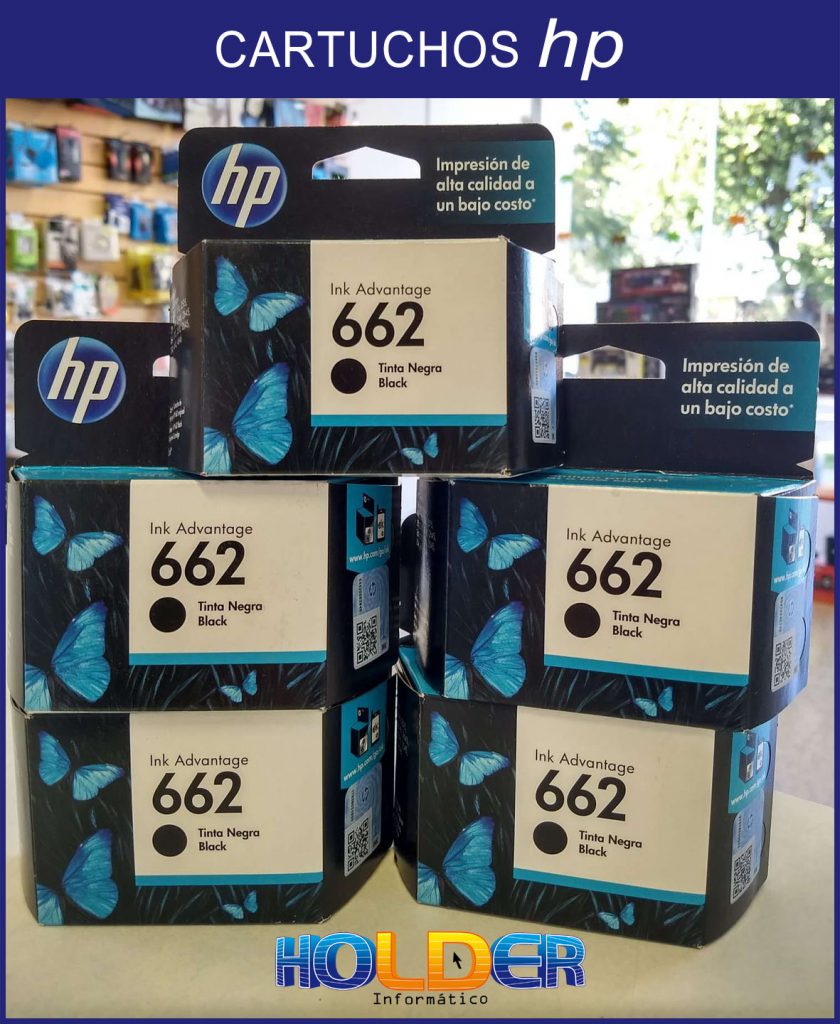 CARTUCHOS hp
hp
Impresión de
alta calidad a
un bajo costo*
Ink Advantage
662
Tinta Negra
Black
hp
Impresión de
alta calidad a
un bajo costo*
Ink Advantage
662
Tinta Negra
Black
Ink Advantage
662
Tinta Negra
Black
Ink Advantage
662
Tinta Negra
Black
Ink Advantage
662
Tinta Negra
Black
HOLDER
Informático